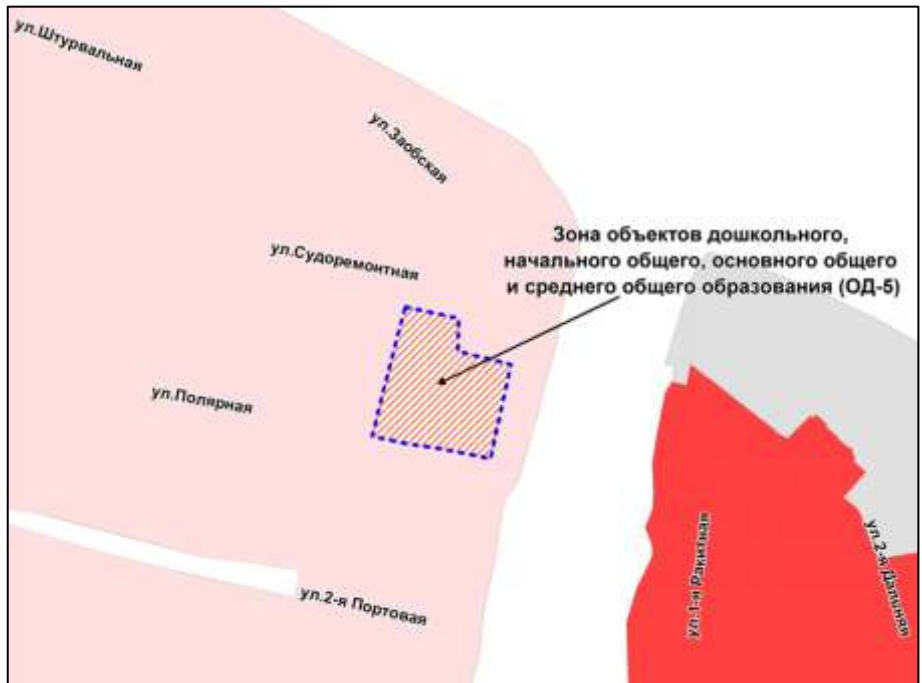 ул.Штурвальная
ул.Заобская
Зона объектов дошкольного,
начального общего, основного общего
и среднего общего образования (ОД-5)
ул.Судоремонтная
ул.Полярная
ул.1-я Ракитная
ул.2-я Дальняя
ул.2-я Портовая